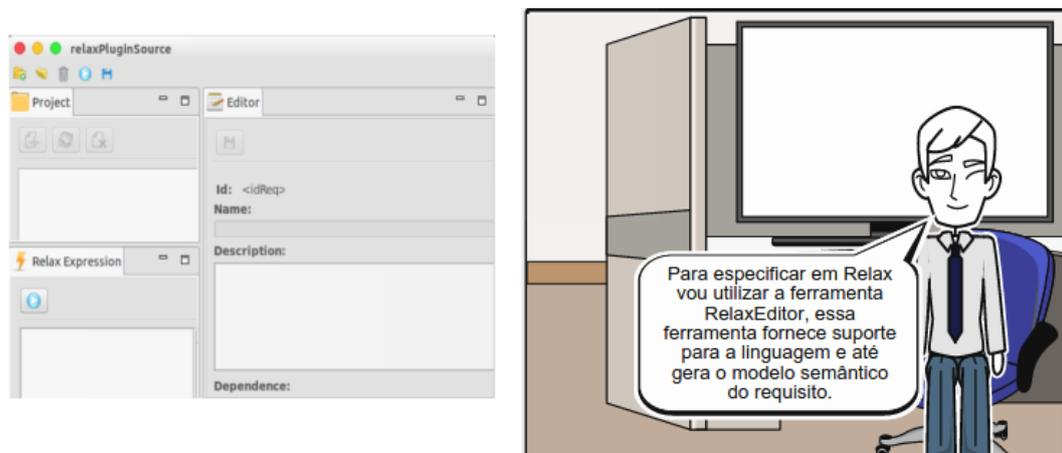 relaxPluginSource
Project
Editor
Id: <idReq>
Name:
Description:
Relax Expression
Dependence:
Para especificar em Relax
vou utilizar a ferramenta
RelaxEditor, essa
ferramenta fornece suporte
para a linguagem e até
gera o modelo semântico
do requisito.